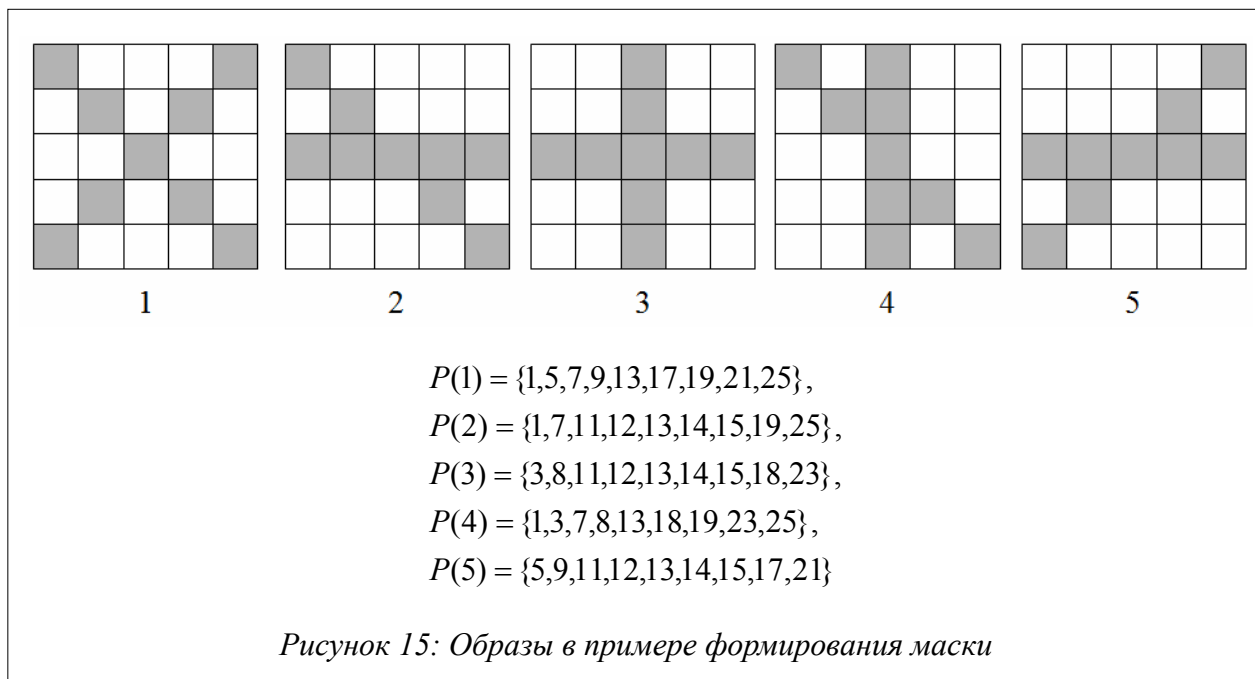 1 2 3 4 5
P(1) = {1,5,7,9,13,17,19,21,25},
P(2) = {1,7,11,12,13,14,15,19,25},
P(3) = {3,8,11,12,13,14,15,18,23},
P(4) = {1,3,7,8,13,18,19,23,25},
P(5) = {5,9,11,12,13,14,15,17,21}
Рисунок 15: Образы в примере формирования маски